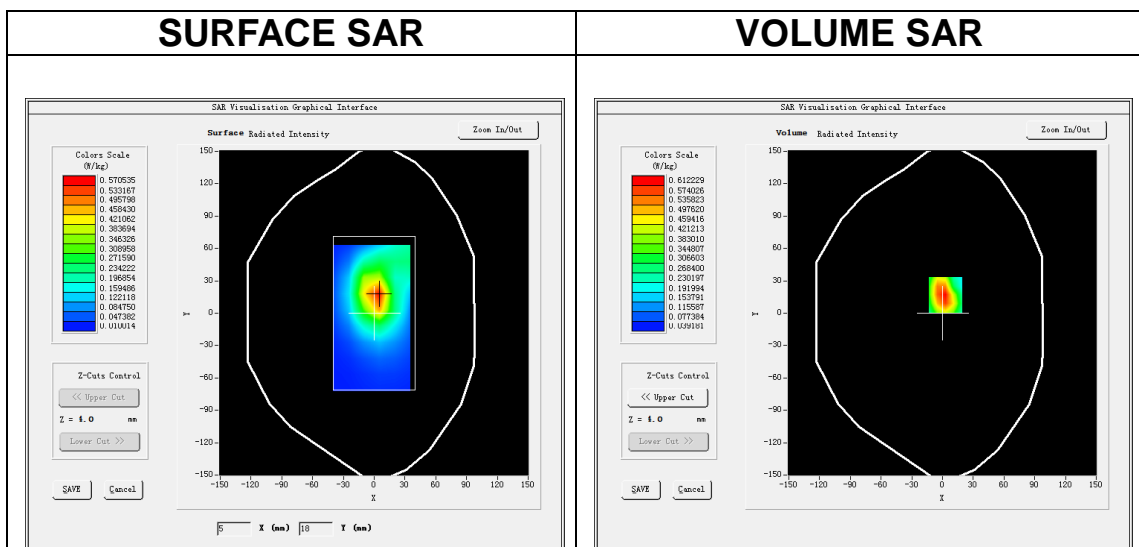 SURFACE SAR
VOLUME SAR
SAR Visualisation Graphical Interface
Surface Radiated Intensity
Zoom In/Out
Colors Scale
(W/kg)
0.570535
0.533167
0.495798
0.458430
0.421062
0.383694
0.346326
0.308958
0.271590
0.234222
0.196854
0.159486
0.122118
0.084750
0.047382
0.010014
150
120
90
60
30
0
-30
-60
-90
-120
-150
Y
-150 -120 -90 -60 -30 0 30 60 90 120 150
X
Z-Cuts Control
<< Upper Cut
Z = 4.0 mm
Lower Cut >>
SAVE Cancel
5 X (mm) 18 Y (mm)
SAR Visualisation Graphical Interface
Volume Radiated Intensity
Zoom In/Out
Colors Scale
(W/kg)
0.612229
0.574026
0.535823
0.497620
0.459416
0.421213
0.383010
0.344807
0.306603
0.268400
0.230197
0.191994
0.153791
0.115587
0.077384
0.039181
150
120
90
60
30
0
-30
-60
-90
-120
-150
Y
-150 -120 -90 -60 -30 0 30 60 90 120 150
X
Z-Cuts Control
<< Upper Cut
Z = 4.0 mm
Lower Cut >>
SAVE Cancel